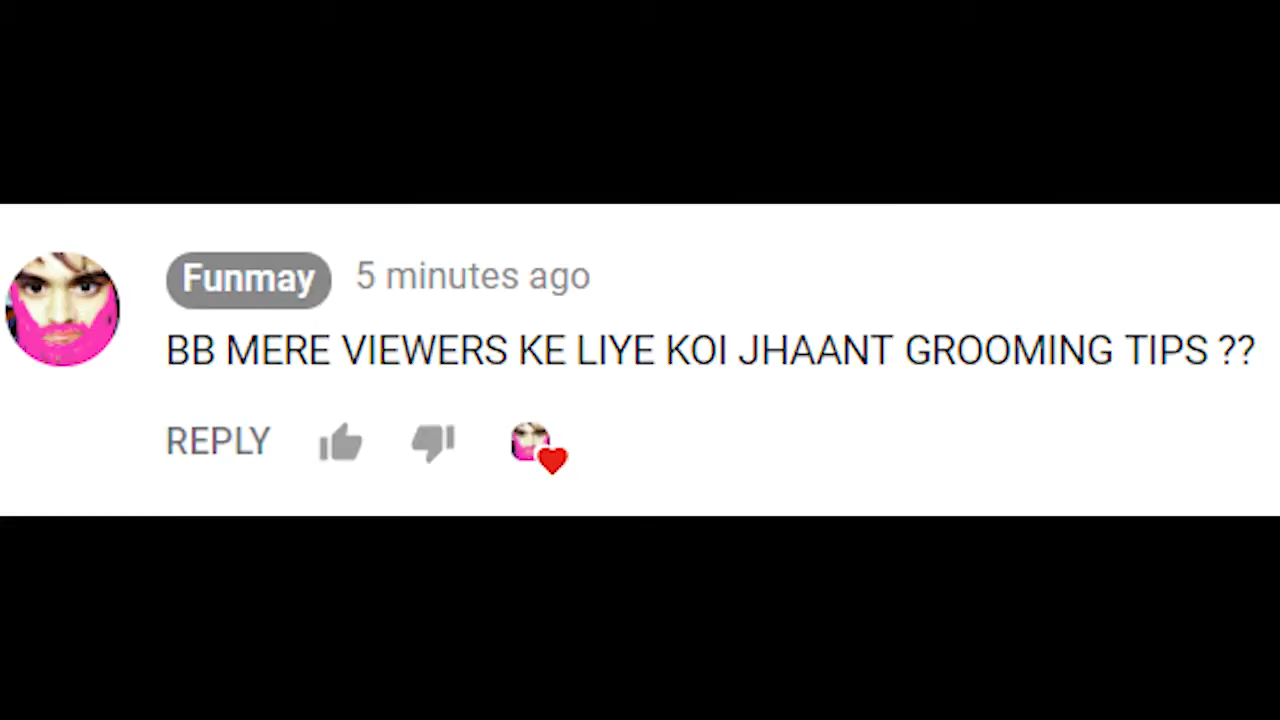 Funmay 5 minutes ago
BB MERE VIEWERS KE LIYE KOI JHAANT GROOMING TIPS ??
REPLY